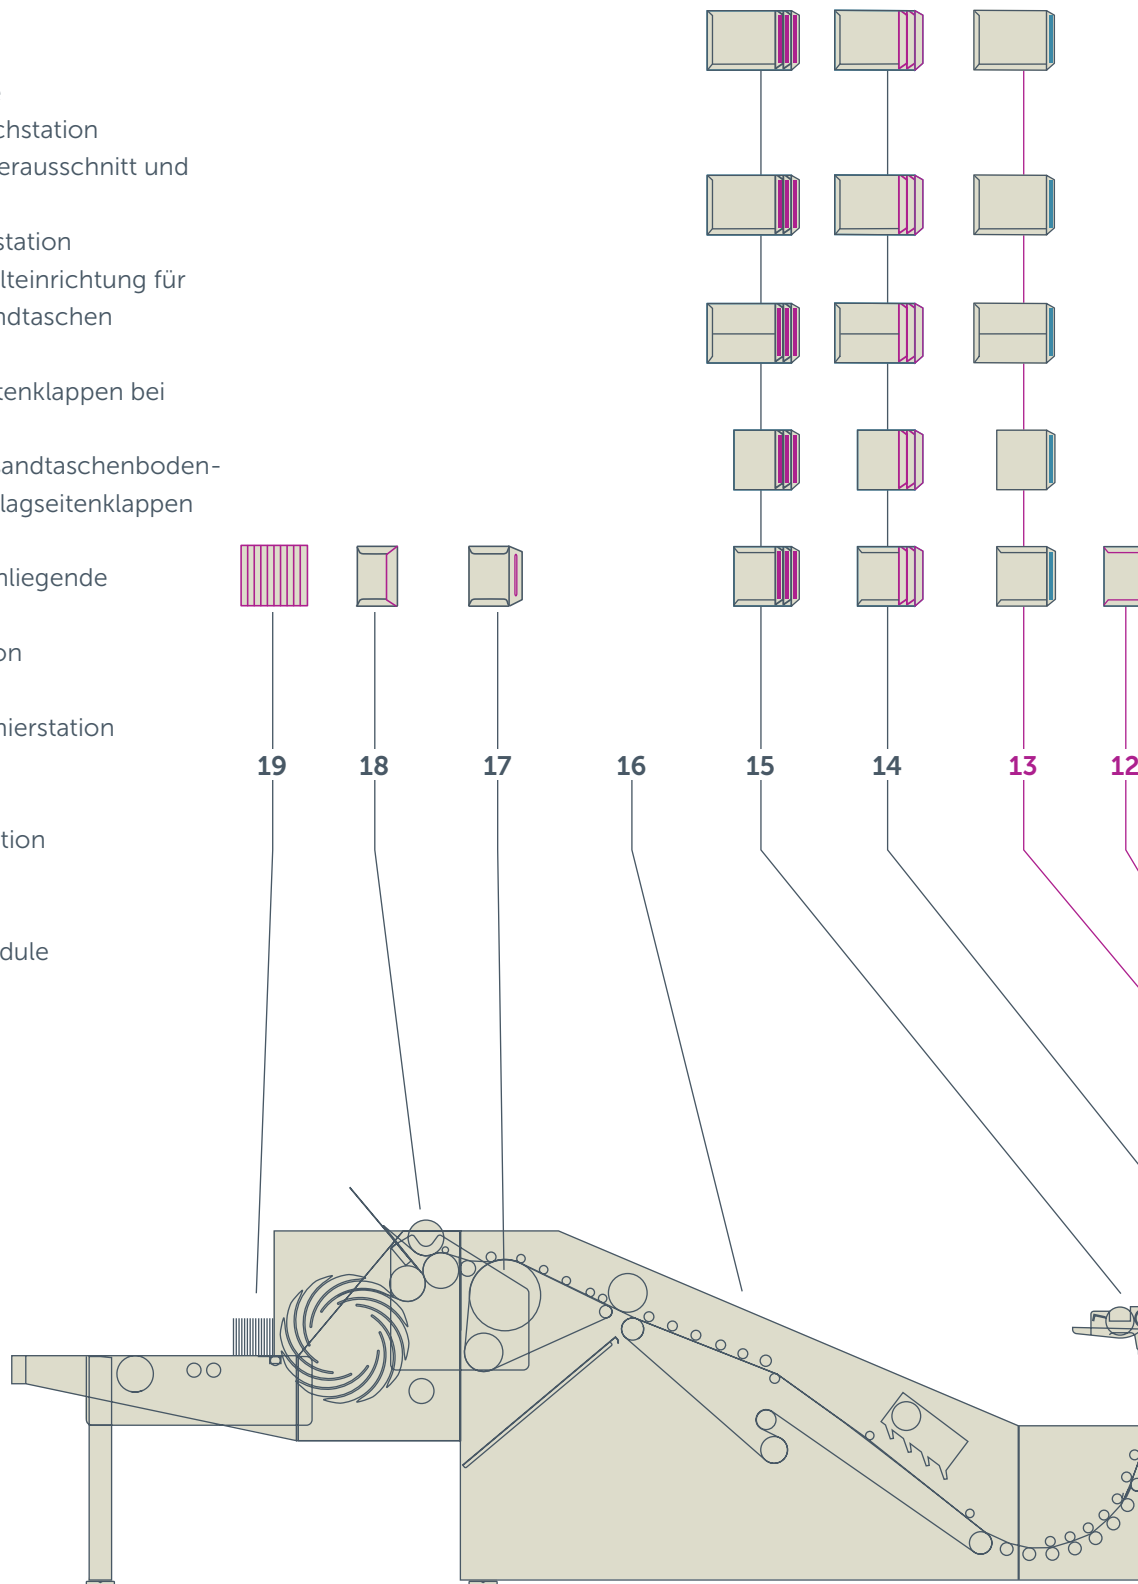 chstation
erausschnitt und
station
lteinrichtung für
ndtaschen
tenklappen bei
sandtaschenboden-
lagseitenklappen
nliegende
on
nierstation
19 18 17 16 15 14 13 12
tion
dule